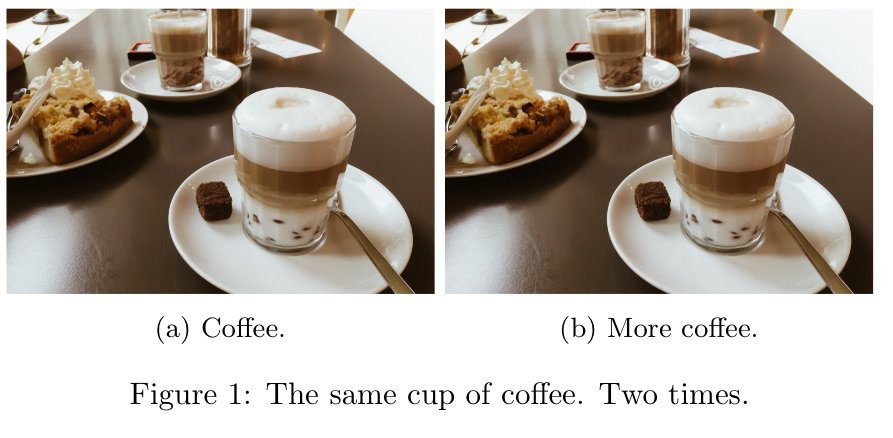 (a) Coffee.
(b) More coffee.
Figure 1: The same cup of coffee. Two times.